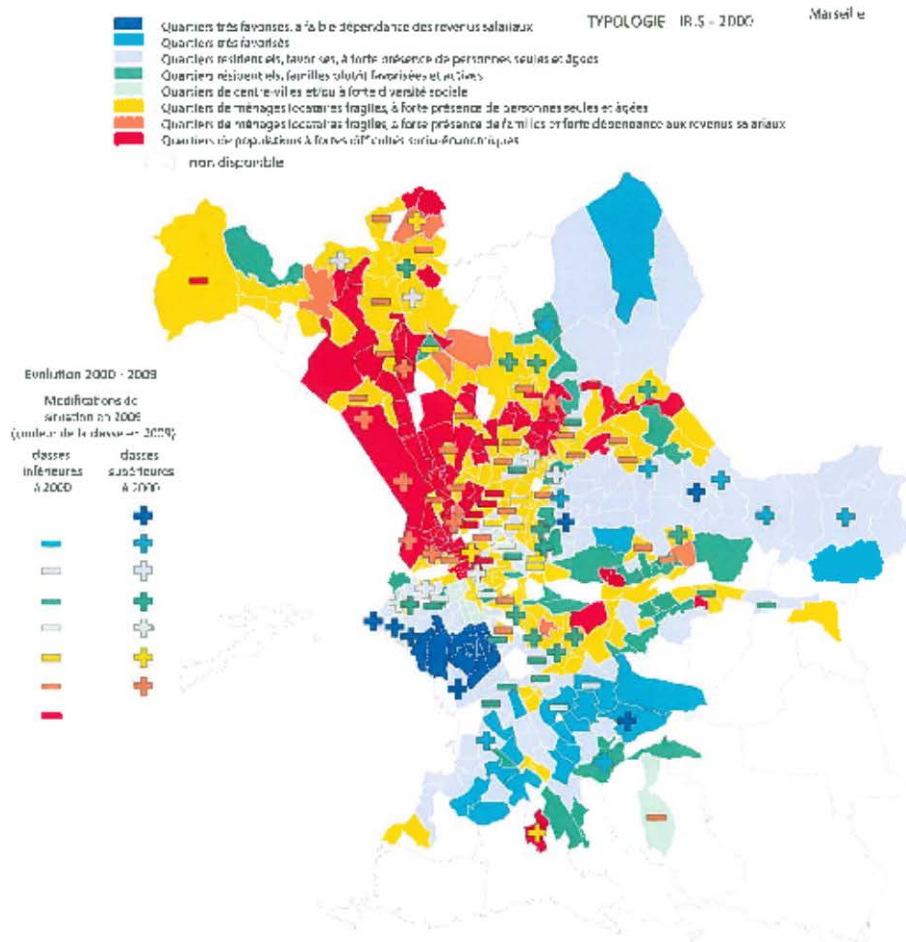 TYPOLOGIE IRIS - 2000
Marseille
Quartiers très favorisés, à faible dépendance des revenus salariaux
Quartiers très favorisés
Quartiers résidentiels, favorisés, à forte présence de personnes seules et âgées
Quartiers résidentiels, familles plutôt favorisées et actives
Quartiers de centre-villes et/ou à forte diversité sociale
Quartiers de ménages locataires fragiles, à forte présence de personnes seules et âgées
Quartiers de ménages locataires fragiles, à forte présence de familles et forte dépendance aux revenus salariaux
Quartiers de populations à fortes difficultés socio-économiques
non disponible
Evolution 2000 - 2009
Modifications de
situation en 2009
(couleur de la classe en 2009)
classes
inférieures
à 2000
classes
supérieures
à 2000